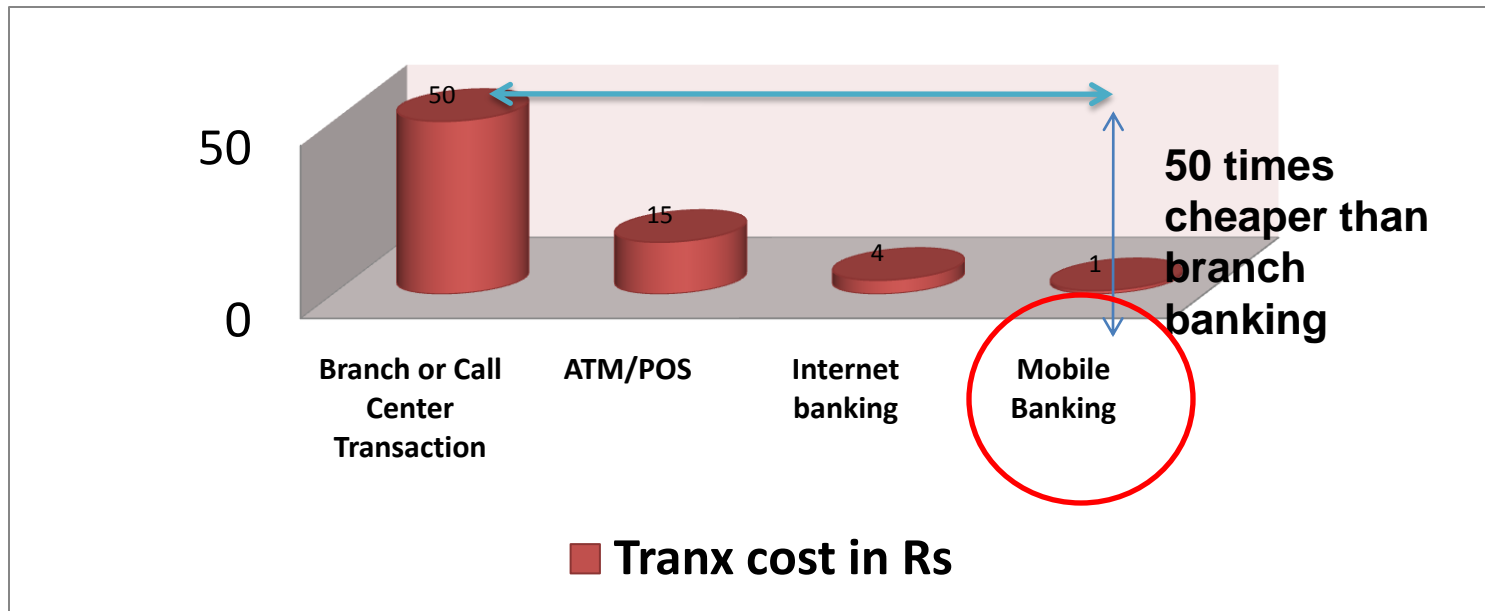 50
50
15
4
1
0
50 times
cheaper than
branch
banking
Branch or Call
Center
Transaction
ATM/POS
Internet
banking
Mobile
Banking
Tranx cost in Rs